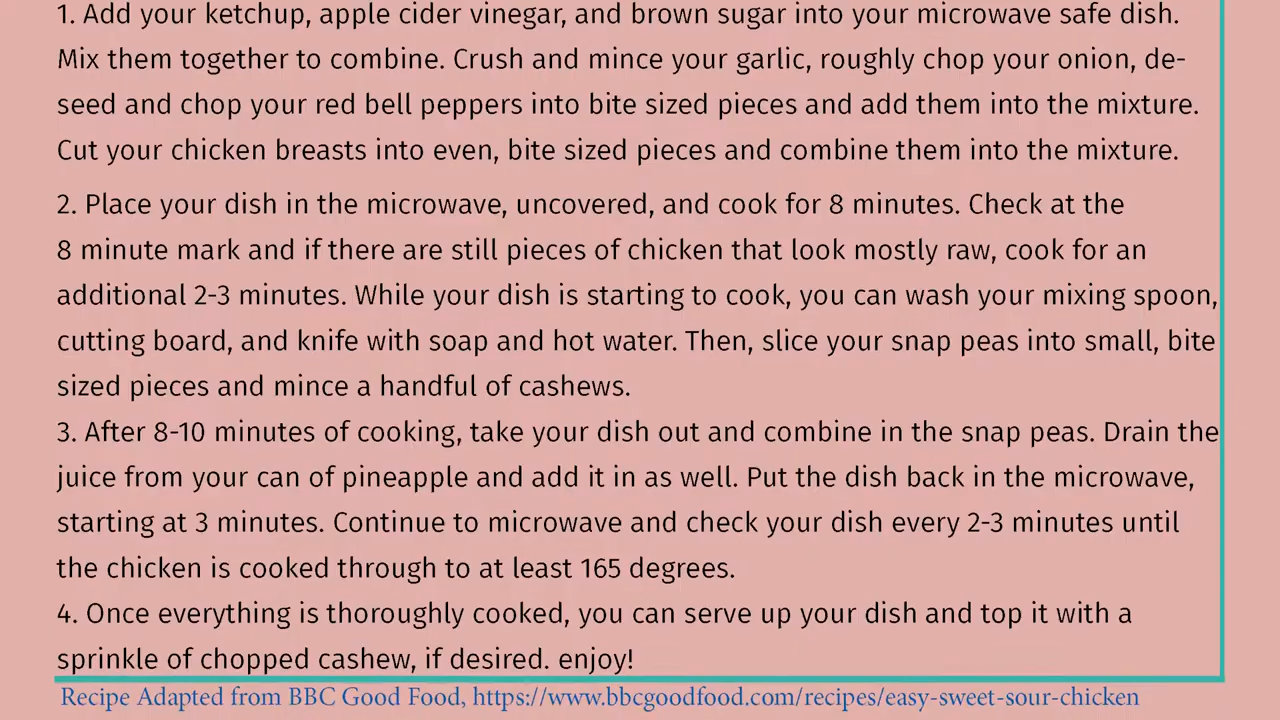 1. Add your ketchup, apple cider vinegar, and brown sugar into your microwave safe dish.
Mix them together to combine. Crush and mince your garlic, roughly chop your onion, de-
seed and chop your red bell peppers into bite sized pieces and add them into the mixture.
Cut your chicken breasts into even, bite sized pieces and combine them into the mixture.
2. Place your dish in the microwave, uncovered, and cook for 8 minutes. Check at the
8 minute mark and if there are still pieces of chicken that look mostly raw, cook for an
additional 2-3 minutes. While your dish is starting to cook, you can wash your mixing spoon,
cutting board, and knife with soap and hot water. Then, slice your snap peas into small, bite
sized pieces and mince a handful of cashews.
3. After 8-10 minutes of cooking, take your dish out and combine in the snap peas. Drain the
juice from your can of pineapple and add it in as well. Put the dish back in the microwave,
starting at 3 minutes. Continue to microwave and check your dish every 2-3 minutes until
the chicken is cooked through to at least 165 degrees.
4. Once everything is thoroughly cooked, you can serve up your dish and top it with a
sprinkle of chopped cashew, if desired. enjoy!
Recipe Adapted from BBC Good Food, https://www.bbcgoodfood.com/recipes/easy-sweet-sour-chicken